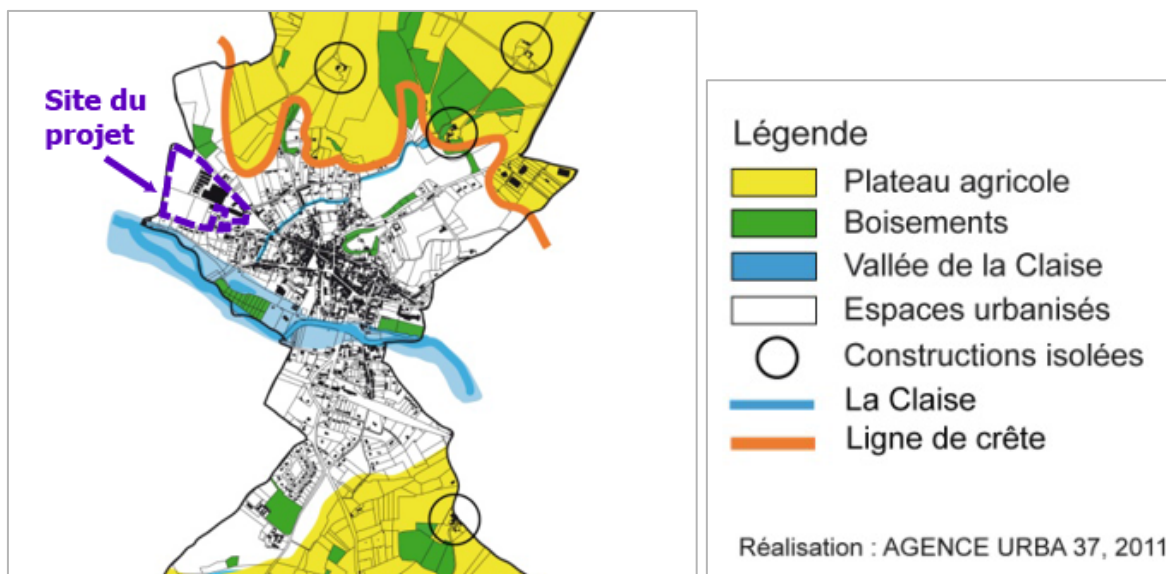 Site du
projet
Légende
Plateau agricole
Boisements
Vallée de la Claise
Espaces urbanisés
Constructions isolées
La Claise
Ligne de crête
Réalisation : AGENCE URBA 37, 2011